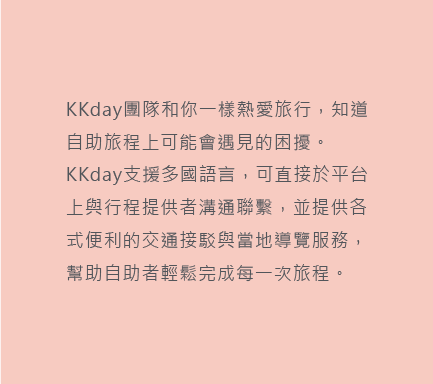 KKday團隊和你一樣熱愛旅行，知道
自助旅程上可能會遇見的困擾。
KKday支援多國語言，可直接於平台
上與行程提供者溝通聯繫，並提供各
式便利的交通接駁與當地導覽服務，
幫助自助者輕鬆完成每一次旅程。